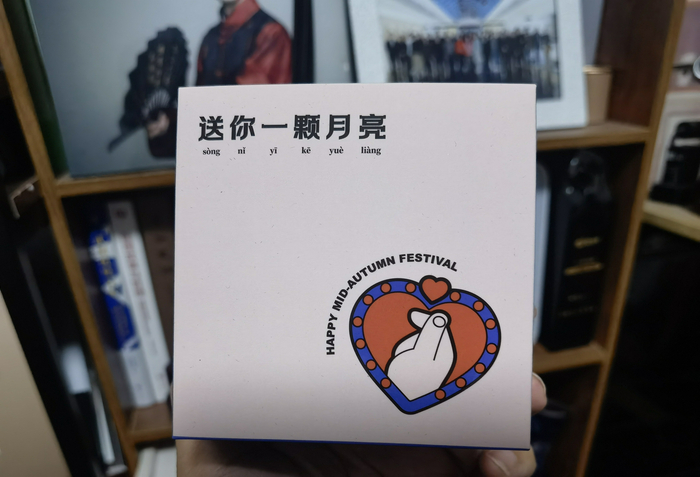 送你一颗月亮
sòng nǐ yī kē yuè liàng
HAPPY MID-AUTUMN FESTIVAL